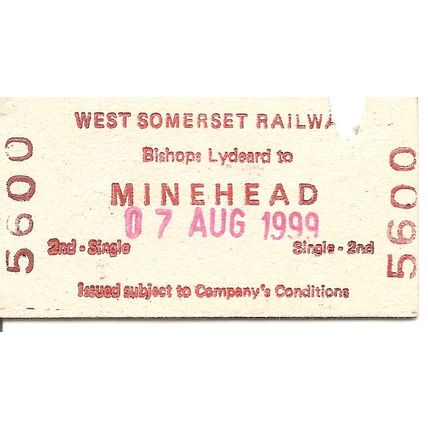 WEST SOMERSET RAILWA
Bishops Lydeard to
MINEHEAD
07 AUG 1999
2nd - Single Single - 2nd
Issued subject to Company's Conditions
5600
5600